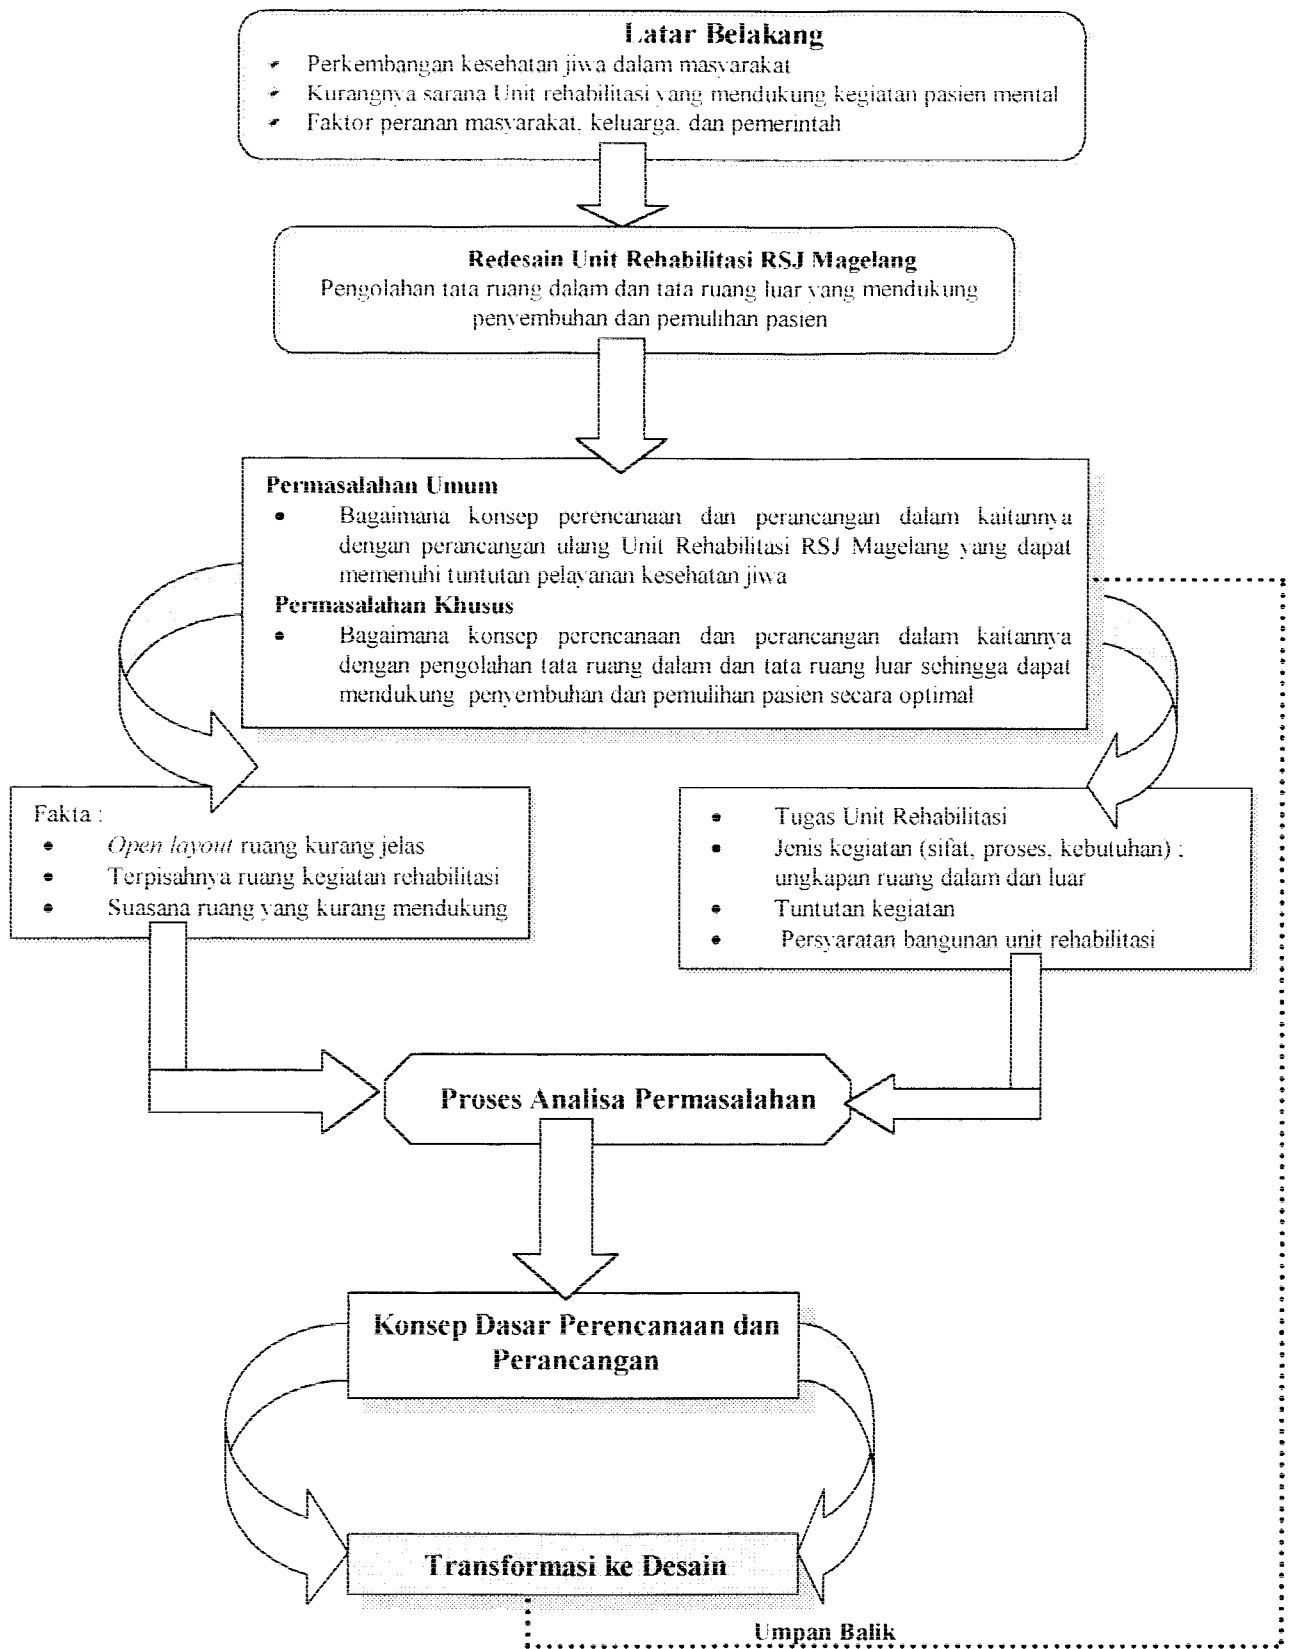 Latar Belakang
Perkembangan kesehatan jiwa dalam masyarakat
Kurangnya sarana Unit rehabilitasi yang mendukung kegiatan pasien mental
Faktor peranan masyarakat, keluarga, dan pemerintah
Redesain Unit Rehabilitasi RSJ Magelang
Pengolahan tata ruang dalam dan tata ruang luar yang mendukung
penyembuhan dan pemulihan pasien
Permasalahan Umum
• Bagaimana konsep perencanaan dan perancangan dalam kaitannya
dengan perancangan ulang Unit Rehabilitasi RSJ Magelang yang dapat
memenuhi tuntutan pelayanan kesehatan jiwa
Permasalahan Khusus
• Bagaimana konsep perencanaan dan perancangan dalam kaitannya
dengan pengolahan tata ruang dalam dan tata ruang luar sehingga dapat
mendukung penyembuhan dan pemulihan pasien secara optimal
Fakta :
• Open layout ruang kurang jelas
• Terpisahnya ruang kegiatan rehabilitasi
• Suasana ruang yang kurang mendukung
• Tugas Unit Rehabilitasi
• Jenis kegiatan (sifat, proses, kebutuhan) ;
ungkapan ruang dalam dan luar
• Tuntutan kegiatan
• Persyaratan bangunan unit rehabilitasi
Proses Analisa Permasalahan
Konsep Dasar Perencanaan dan
Perancangan
Transformasi ke Desain
Umpan Balik